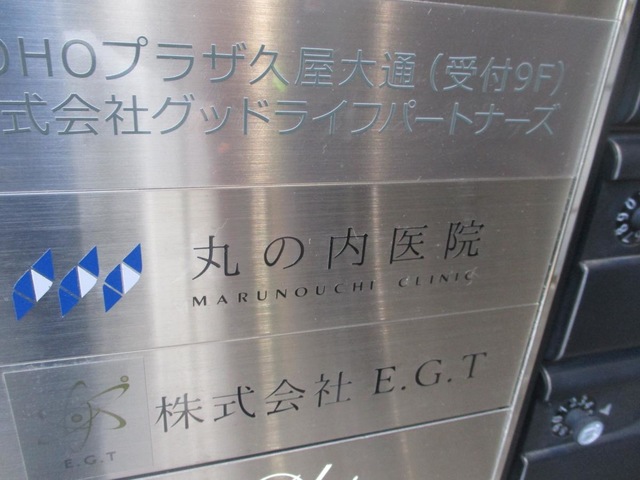 OHOプラザ久屋大通(受付9F)
式会社グッドライフパートナーズ
丸の内医院
MARUNOUCHI CLINIC
株式会社 E.G.T
E.G.T